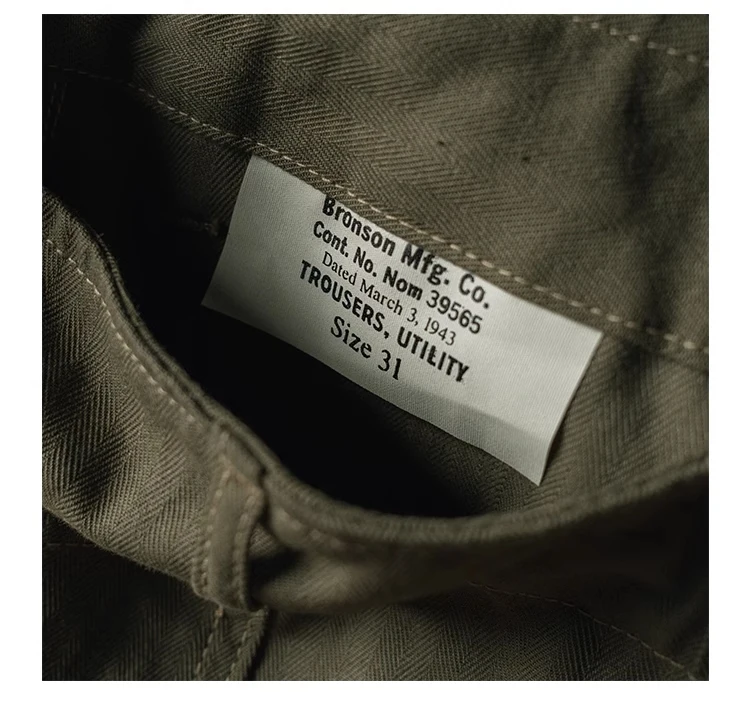 Bronson Mfg. Co.
Cont. No. Nom 39565
Dated March 3, 1943
TROUSERS, UTILITY
Size 31